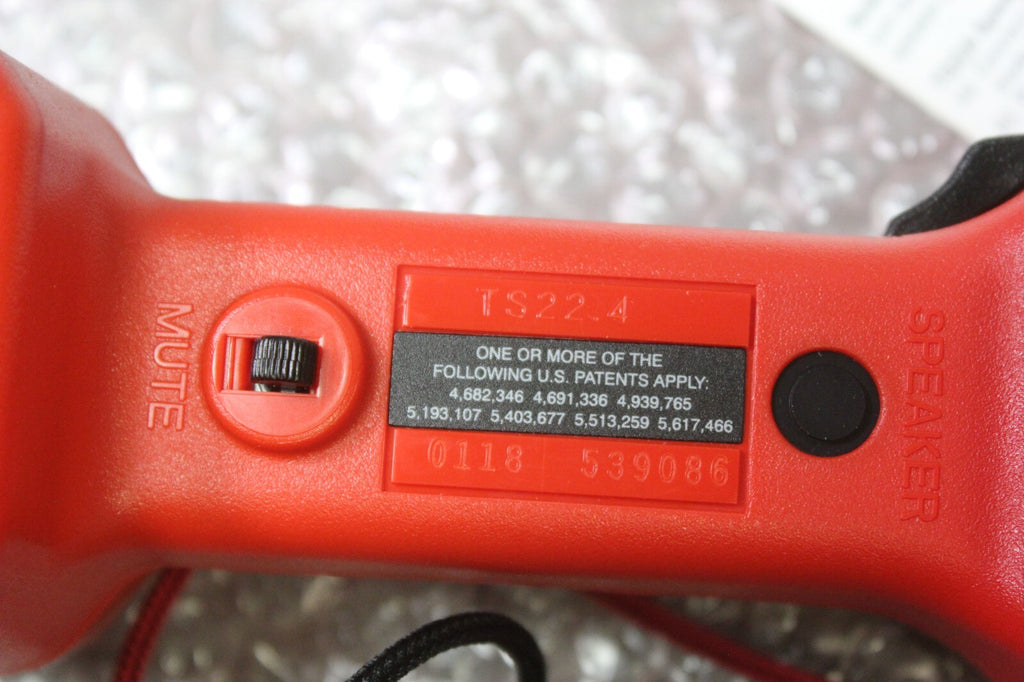 MUTE
TS22.4
ONE OR MORE OF THE
FOLLOWING U.S. PATENTS APPLY:
4,682,346 4,691,336 4,939,765
5,193,107 5,403,677 5,513,259 5,617,466
0118 539086
SPEAKER